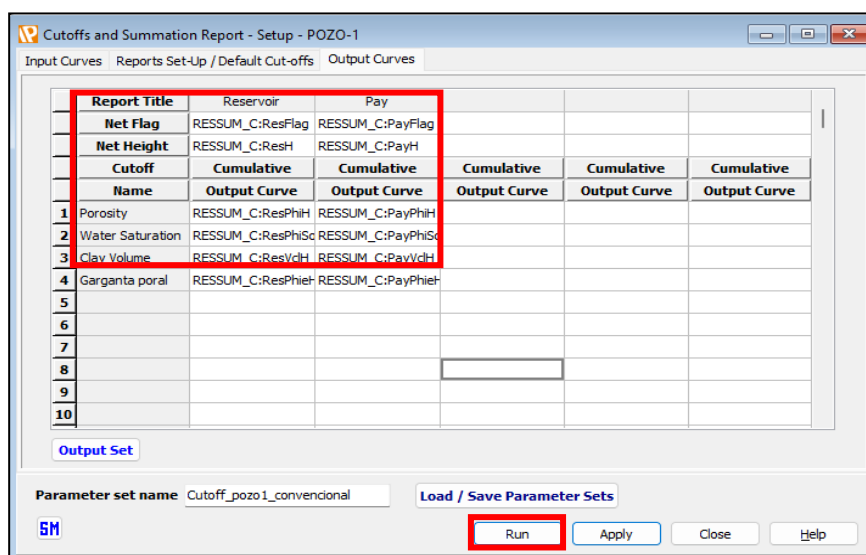 Cutoffs and Summation Report - Setup - POZO-1
Input Curves Reports Set-Up / Default Cut-offs Output Curves
Report Title Reservoir Pay
Net Flag RESSUM_C:ResFlag RESSUM_C:PayFlag
Net Height RESSUM_C:ResH RESSUM_C:PayH
Cutoff Cumulative Cumulative Cumulative Cumulative Cumulative
Name Output Curve Output Curve Output Curve Output Curve Output Curve
1 Porosity RESSUM_C:ResPhiH RESSUM_C:PayPhiH
2 Water Saturation RESSUM_C:ResPhiSo RESSUM_C:PayPhiSo
3 Clay Volume RESSUM_C:ResVclH RESSUM_C:PayVclH
4 Garganta poral RESSUM_C:ResPhieH RESSUM_C:PayPhieH
5
6
7
8
9
10
Output Set
Parameter set name Cutoff_pozo1_convencional Load / Save Parameter Sets
SM Run Apply Close Help